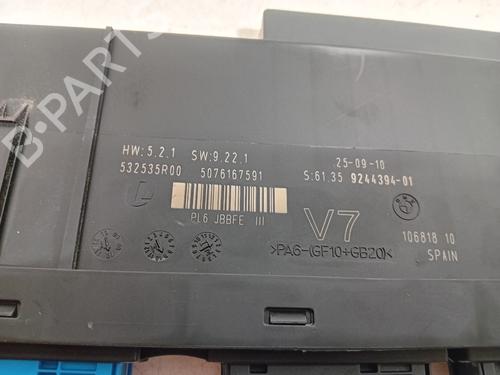 HW:5.2.1 SW:9.22.1 25-09-10
532535R00 5076167591 S:61.35 9244394-01
PL6 JBBFE III
V7
106818 10
>PA6-(GF10+GB20)<
SPAIN
B-PARTS